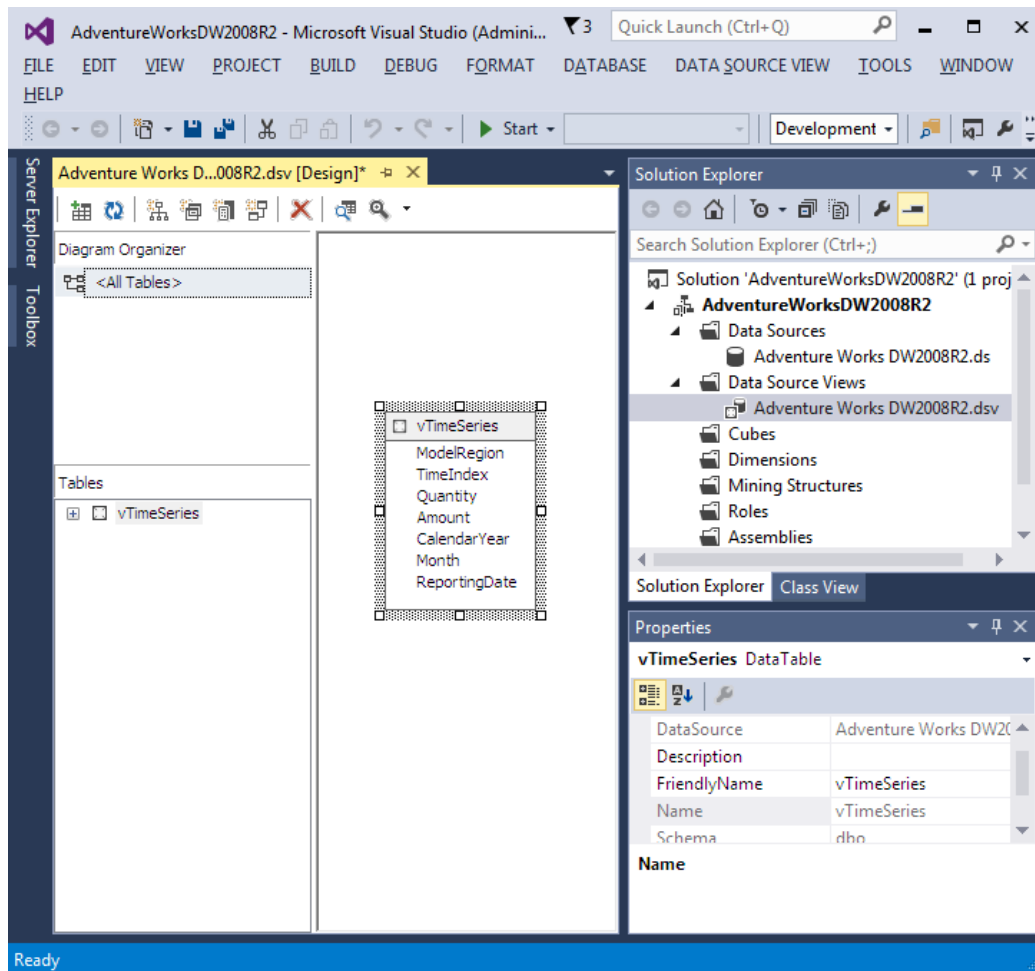 AdventureWorksDW2008R2 - Microsoft Visual Studio (Admini... 3 Quick Launch (Ctrl+Q)
FILE EDIT VIEW PROJECT BUILD DEBUG FORMAT DATABASE DATA SOURCE VIEW TOOLS WINDOW
HELP
Start Development
Server Explorer
Toolbox
Adventure Works D...008R2.dsv [Design]*
Diagram Organizer
<All Tables>
Tables
vTimeSeries
vTimeSeries
ModelRegion
TimeIndex
Quantity
Amount
CalendarYear
Month
ReportingDate
Solution Explorer
Search Solution Explorer (Ctrl+;)
Solution 'AdventureWorksDW2008R2' (1 proj
AdventureWorksDW2008R2
Data Sources
Adventure Works DW2008R2.ds
Data Source Views
Adventure Works DW2008R2.dsv
Cubes
Dimensions
Mining Structures
Roles
Assemblies
Solution Explorer Class View
Properties
vTimeSeries DataTable
DataSource Adventure Works DW20
Description
FriendlyName vTimeSeries
Name vTimeSeries
Schema dbo
Name
Ready